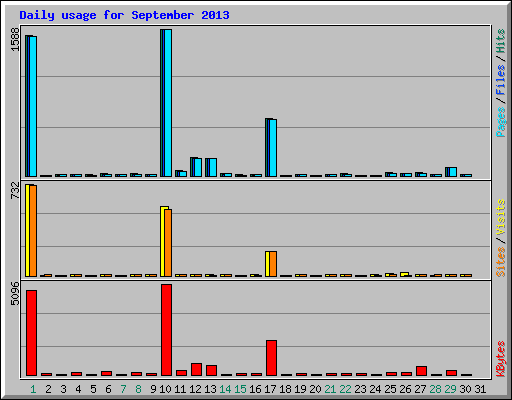 Daily usage for September 2013
1588
Pages / Files / Hits
732
Sites / Visits
5096
KBytes
1 2 3 4 5 6 7 8 9 10 11 12 13 14 15 16 17 18 19 20 21 22 23 24 25 26 27 28 29 30 31